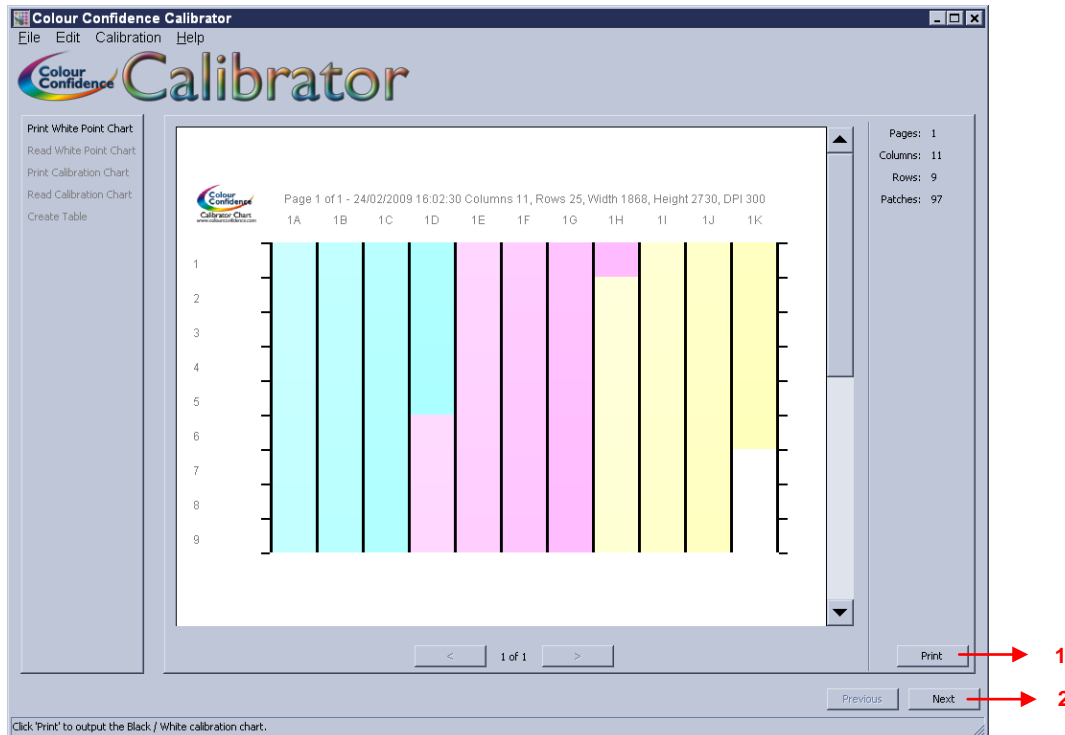 Colour Confidence Calibrator
File Edit Calibration Help
Colour
Confidence
Calibrator
Print White Point Chart
Read White Point Chart
Print Calibration Chart
Read Calibration Chart
Create Table
Colour
Confidence
Calibrator Chart
www.colourconfidence.com
Page 1 of 1 - 24/02/2009 16:02:30 Columns 11, Rows 25, Width 1868, Height 2730, DPI 300
1A 1B 1C 1D 1E 1F 1G 1H 1I 1J 1K
1
2
3
4
5
6
7
8
9
Pages: 1
Columns: 11
Rows: 9
Patches: 97
< 1 of 1 >
Print
1
Previous Next
2
Click 'Print' to output the Black / White calibration chart.